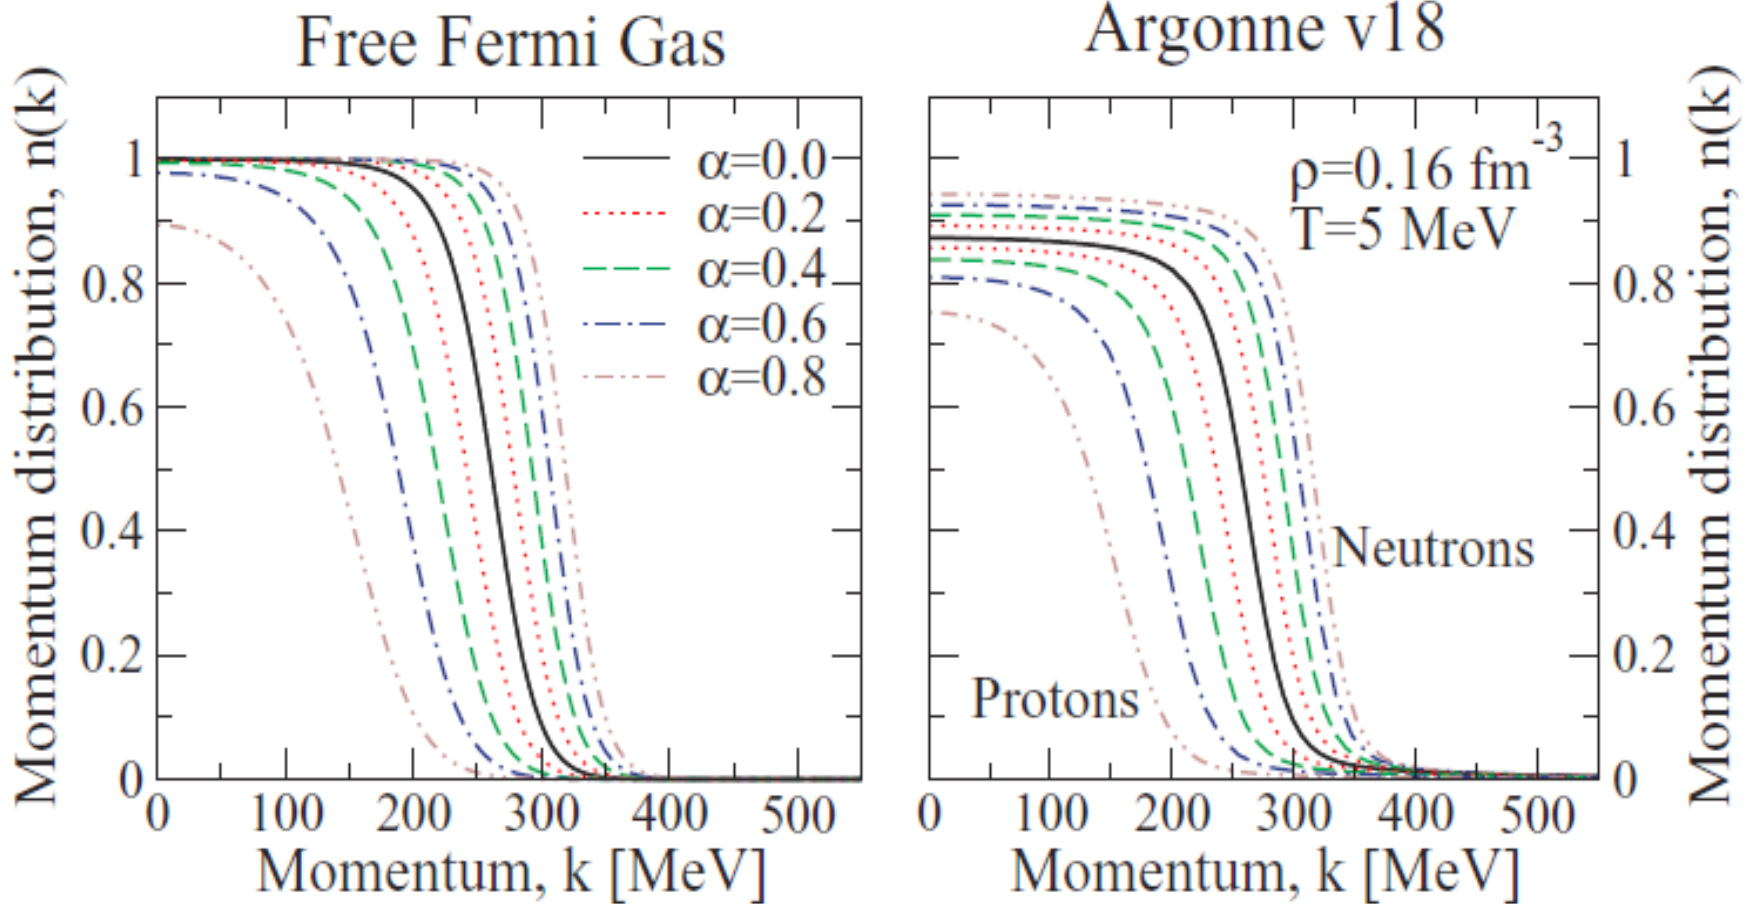 Free Fermi Gas
Momentum distribution, n(k)
1
0.8
0.6
0.4
0.2
0
α=0.0
α=0.2
α=0.4
α=0.6
α=0.8
0 100 200 300 400 500
Momentum, k [MeV]
Argonne v18
ρ=0.16 fm⁻³
T=5 MeV
Neutrons
Protons
1
0.8
0.6
0.4
0.2
0
Momentum distribution, n(k)
0 100 200 300 400 500
Momentum, k [MeV]